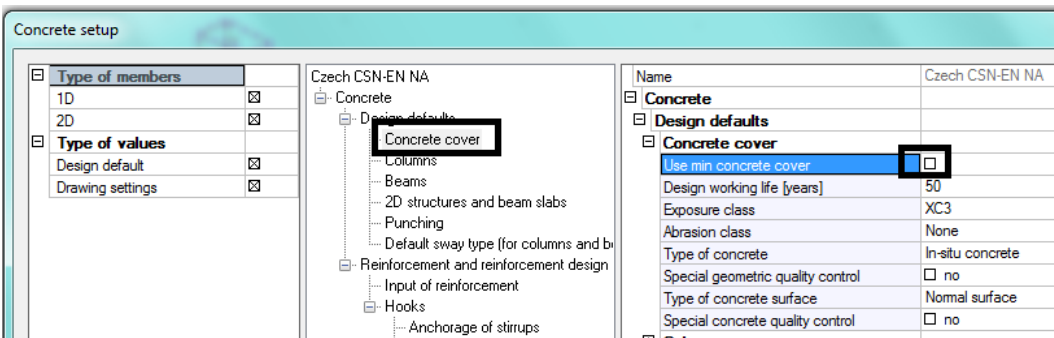 Concrete setup
Type of members
1D
2D
Type of values
Design default
Drawing settings
Czech CSN-EN NA
Concrete
Design defaults
Concrete cover
Columns
Beams
2D structures and beam slabs
Punching
Default sway type (for columns and b
Reinforcement and reinforcement design
Input of reinforcement
Hooks
Anchorage of stirrups
Name Czech CSN-EN NA
Concrete
Design defaults
Concrete cover
Use min concrete cover
Design working life [years] 50
Exposure class XC3
Abrasion class None
Type of concrete In-situ concrete
Special geometric quality control no
Type of concrete surface Normal surface
Special concrete quality control no